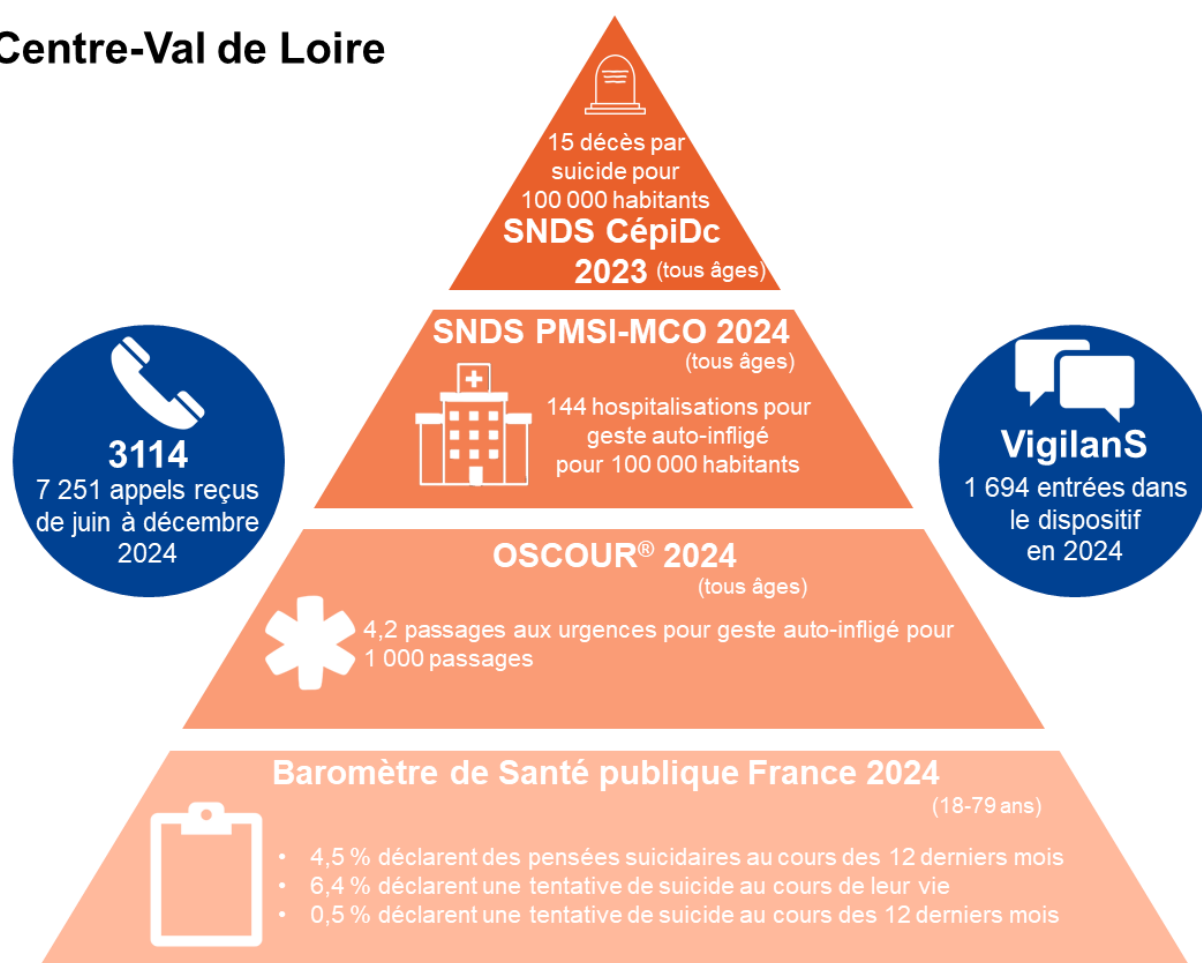 Centre-Val de Loire
15 décès par
suicide pour
100 000 habitants
SNDS CépiDc
2023 (tous âges)
SNDS PMSI-MCO 2024
(tous âges)
144 hospitalisations pour
geste auto-infligé
pour 100 000 habitants
3114
7 251 appels reçus
de juin à décembre
2024
VigilanS
1 694 entrées dans
le dispositif
en 2024
OSCOUR® 2024
(tous âges)
4,2 passages aux urgences pour geste auto-infligé pour
1 000 passages
Baromètre de Santé publique France 2024
(18-79 ans)
• 4,5 % déclarent des pensées suicidaires au cours des 12 derniers mois
• 6,4 % déclarent une tentative de suicide au cours de leur vie
• 0,5 % déclarent une tentative de suicide au cours des 12 derniers mois